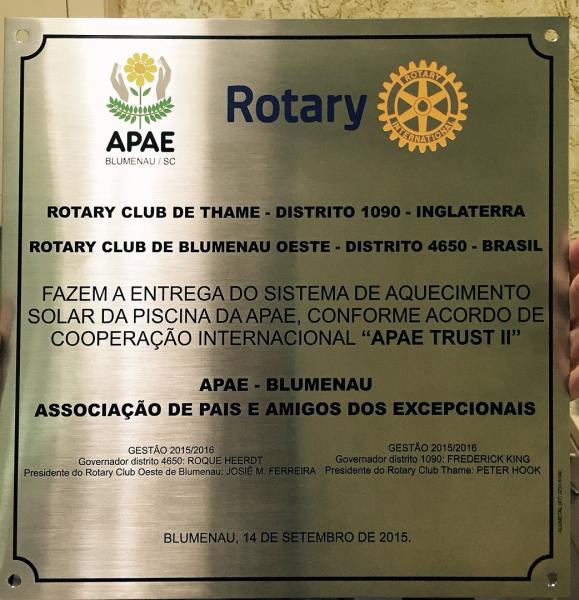 APAE
BLUMENAU / SC
Rotary
ROTARY
INTERNATIONAL
ROTARY CLUB DE THAME - DISTRITO 1090 - INGLATERRA
ROTARY CLUB DE BLUMENAU OESTE - DISTRITO 4650 - BRASIL
FAZEM A ENTREGA DO SISTEMA DE AQUECIMENTO
SOLAR DA PISCINA DA APAE, CONFORME ACORDO DE
COOPERAÇÃO INTERNACIONAL “APAE TRUST II”
APAE - BLUMENAU
ASSOCIAÇÃO DE PAIS E AMIGOS DOS EXCEPCIONAIS
GESTÃO 2015/2016
Governador distrito 4650: ROQUE HEERDT
Presidente do Rotary Club Oeste de Blumenau: JOSIÉ M. FERREIRA
GESTÃO 2015/2016
Governador distrito 1090: FREDERICK KING
Presidente do Rotary Club Thame: PETER HOOK
BLUMENAU, 14 DE SETEMBRO DE 2015.